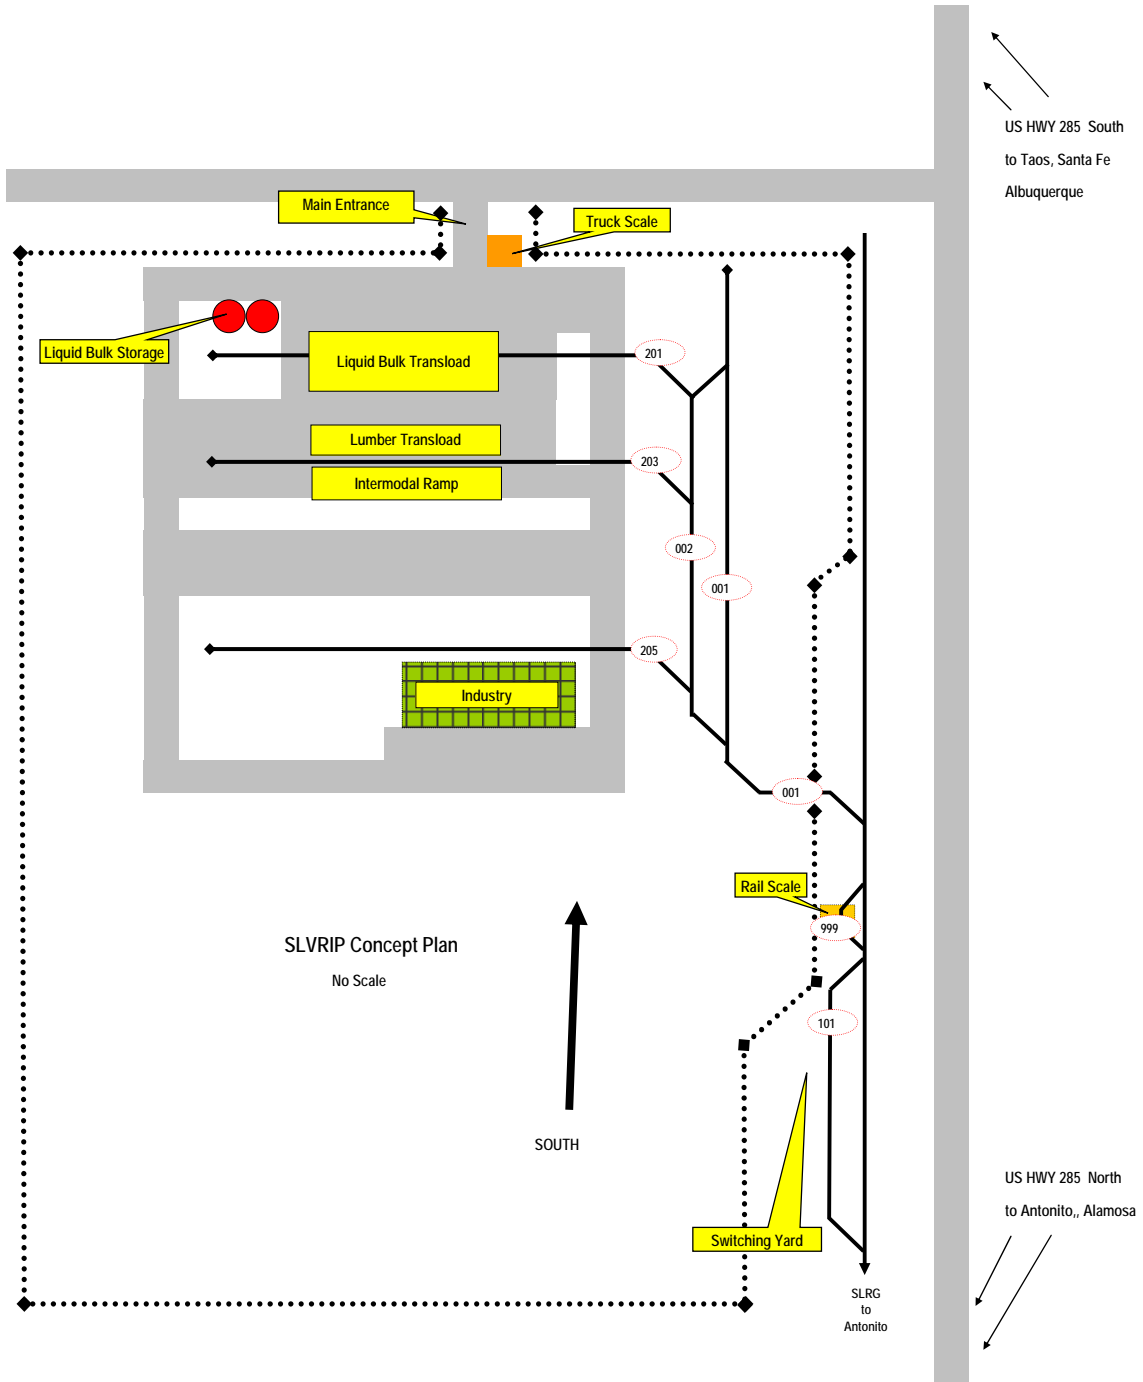 US HWY 285  South
to Taos, Santa Fe
Albuquerque
Main Entrance
Truck Scale
Liquid Bulk Storage
Liquid Bulk Transload
201
Lumber Transload
203
Intermodal Ramp
002
001
205
Industry
001
Rail Scale
999
SLVRIP Concept Plan
No Scale
101
SOUTH
US HWY 285  North
to Antonito,, Alamosa
Switching Yard
SLRG
to
Antonito